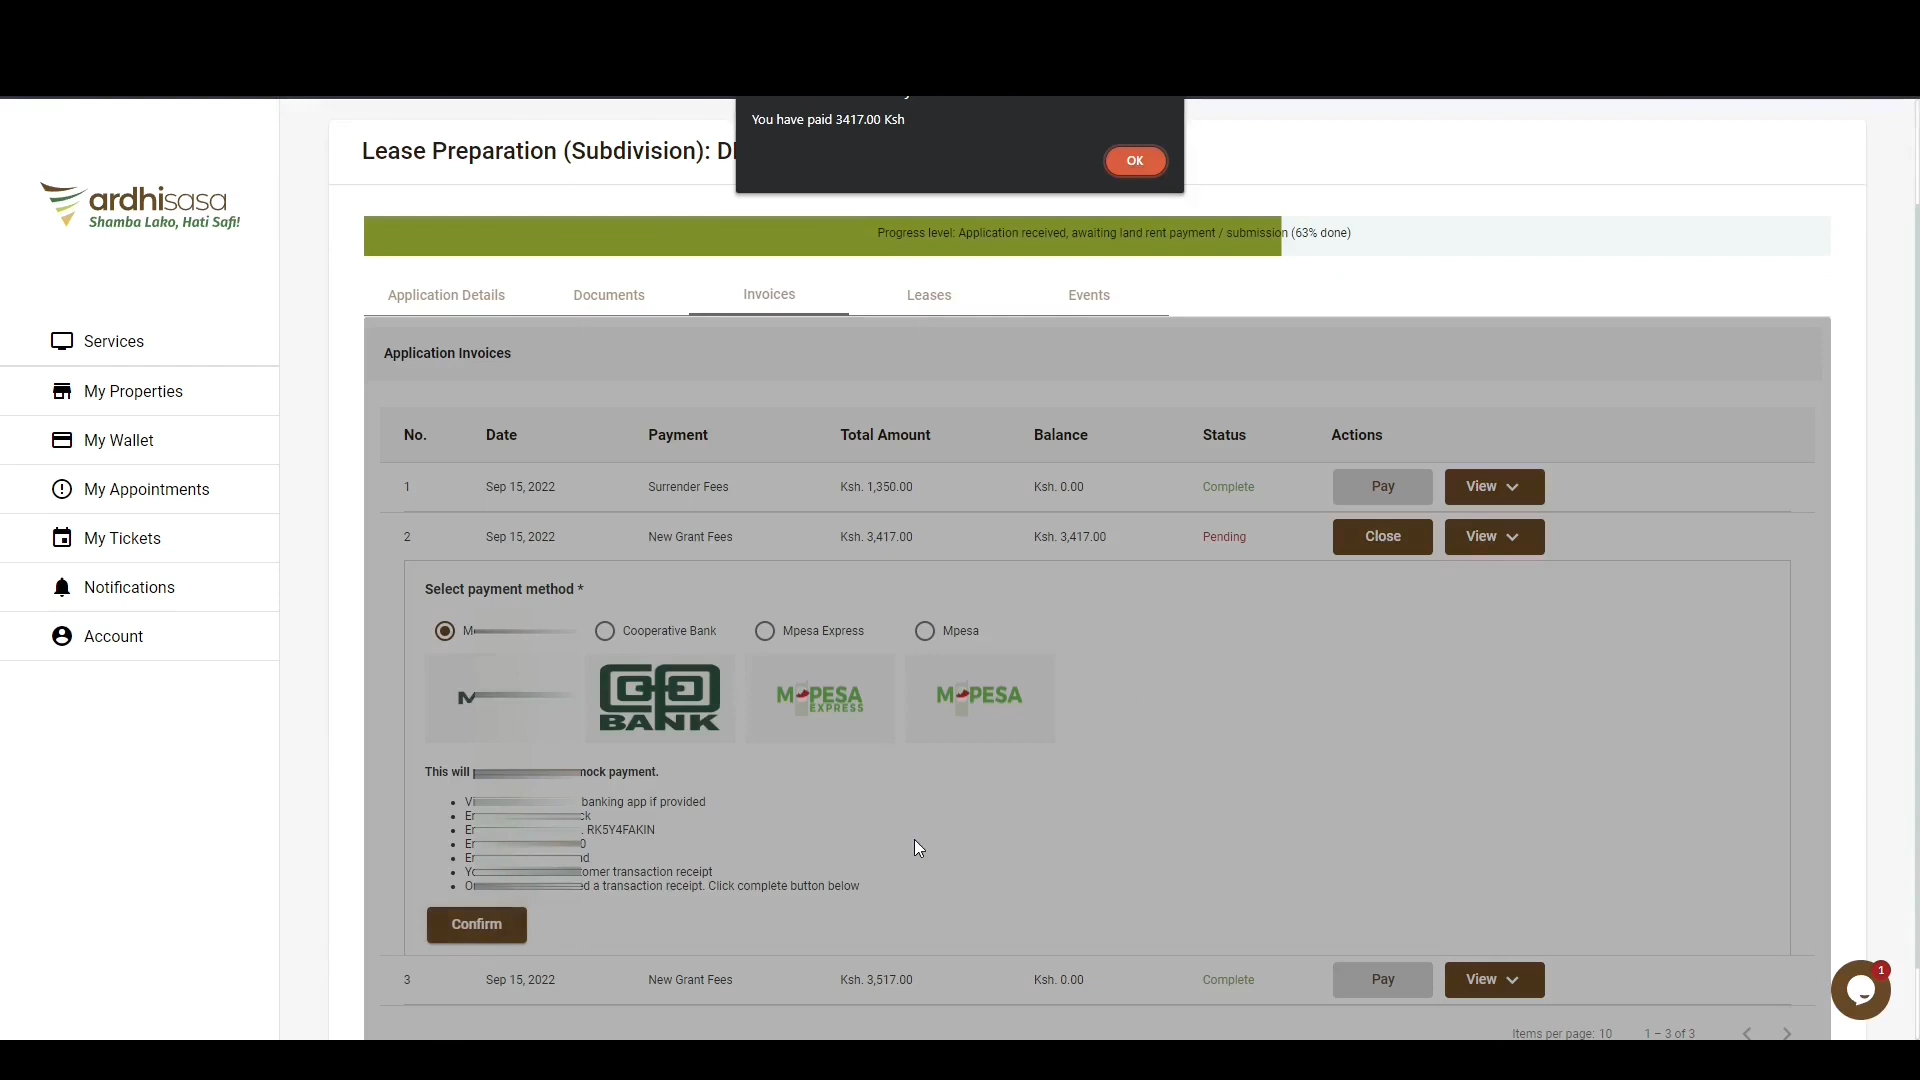 You have paid 3417.00 Ksh
OK
Lease Preparation (Subdivision):
ardhisasa
Shamba Lako, Hati Safi!
Progress level: Application received, awaiting land rent payment / submission (63% done)
Application Details Documents Invoices Leases Events
Services
My Properties
My Wallet
My Appointments
My Tickets
Notifications
Account
Application Invoices
No. Date Payment Total Amount Balance Status Actions
1 Sep 15, 2022 Surrender Fees Ksh. 1,350.00 Ksh. 0.00 Complete Pay View
2 Sep 15, 2022 New Grant Fees Ksh. 3,417.00 Ksh. 3,417.00 Pending Close View
Select payment method *
Cooperative Bank Mpesa Express Mpesa
BANK M-PESA EXPRESS M-PESA
This will mock payment.
banking app if provided
RK5Y4FAKIN
transaction receipt
a transaction receipt. Click complete button below
Confirm
3 Sep 15, 2022 New Grant Fees Ksh. 3,517.00 Ksh. 0.00 Complete Pay View
1
Items per page: 10 1 – 3 of 3